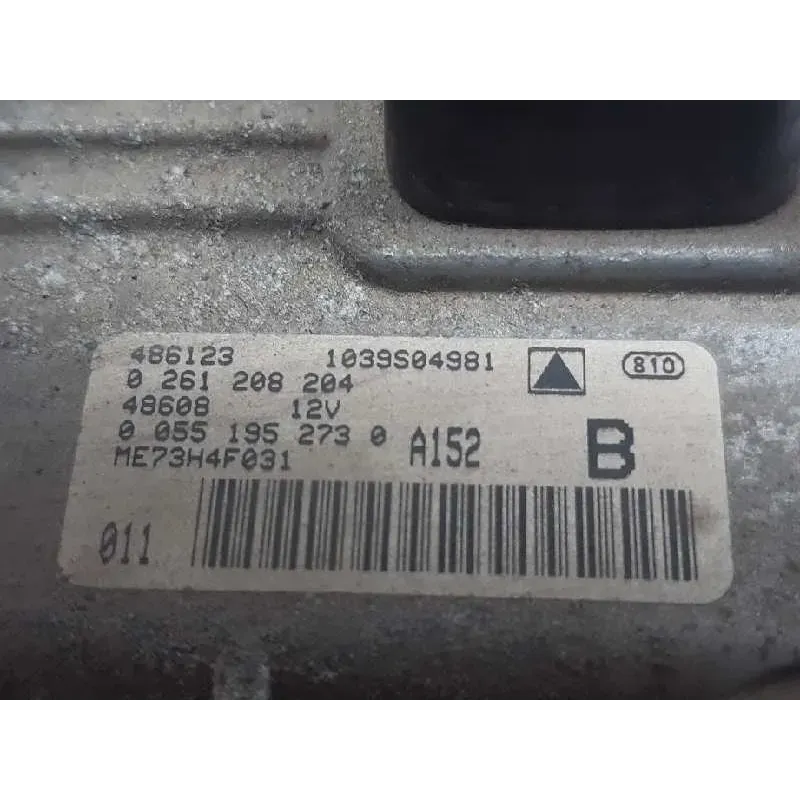 486123 1039S04981 810
0 261 208 204
48608 12V
0 055 195 273 0 A152 B
ME73H4F031
011